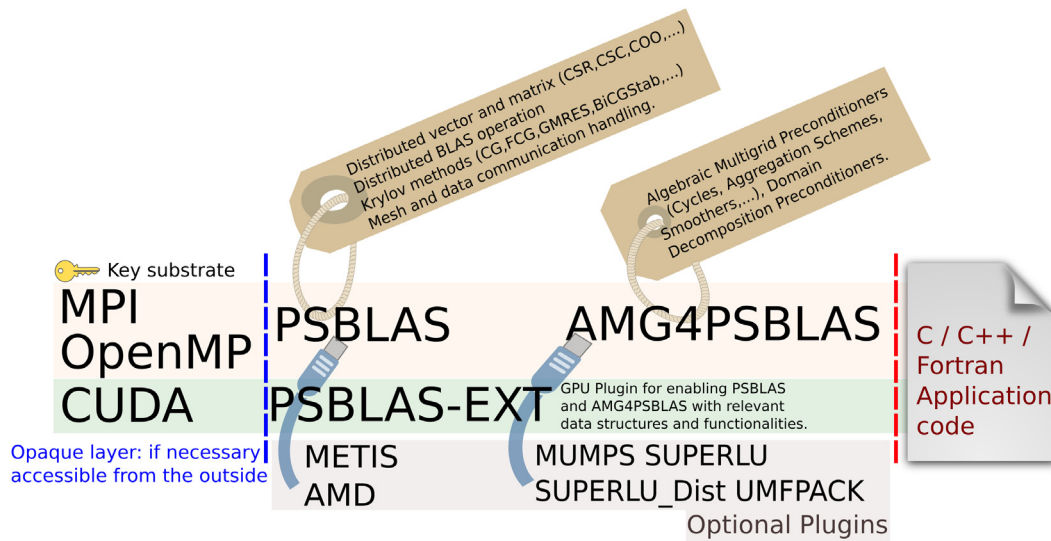 Distributed vector and matrix (CSR,CSC,COO,...)
Distributed BLAS operation
Krylov methods (CG,FCG,GMRES,BiCGStab,...)
Mesh and data communication handling.
Algebraic Multigrid Preconditioners
(Cycles, Aggregation Schemes,
Smoothers,...), Domain
Decomposition Preconditioners.
Key substrate
MPI
OpenMP
CUDA
Opaque layer: if necessary
accessible from the outside
PSBLAS
AMG4PSBLAS
PSBLAS-EXT
GPU Plugin for enabling PSBLAS
and AMG4PSBLAS with relevant
data structures and functionalities.
METIS
AMD
MUMPS SUPERLU
SUPERLU_Dist UMFPACK
Optional Plugins
C / C++ /
Fortran
Application
code